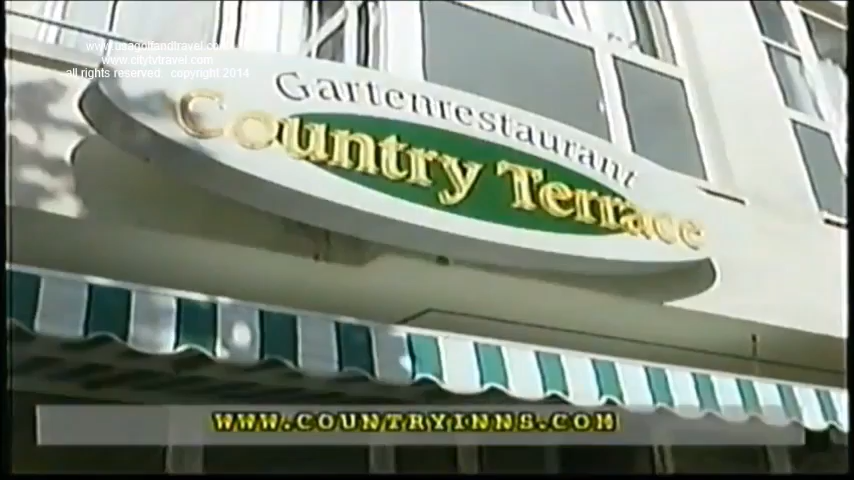 www.usagolfandtravel.com
www.citytvtravel.com
all rights reserved. copyright 2014
Gartenrestaurant
Country Terrace
WWW.COUNTRYINNS.COM